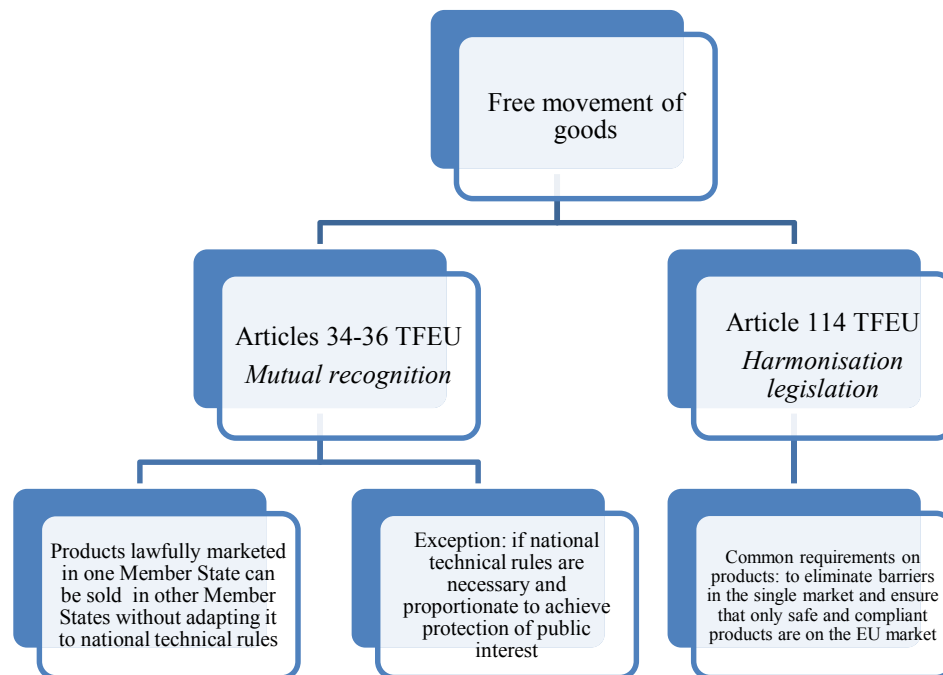 Free movement of
goods
Articles 34-36 TFEU
Mutual recognition
Article 114 TFEU
Harmonisation
legislation
Products lawfully marketed
in one Member State can
be sold in other Member
States without adapting it
to national technical rules
Exception: if national
technical rules are
necessary and
proportionate to achieve
protection of public
interest
Common requirements on
products: to eliminate barriers
in the single market and ensure
that only safe and compliant
products are on the EU market